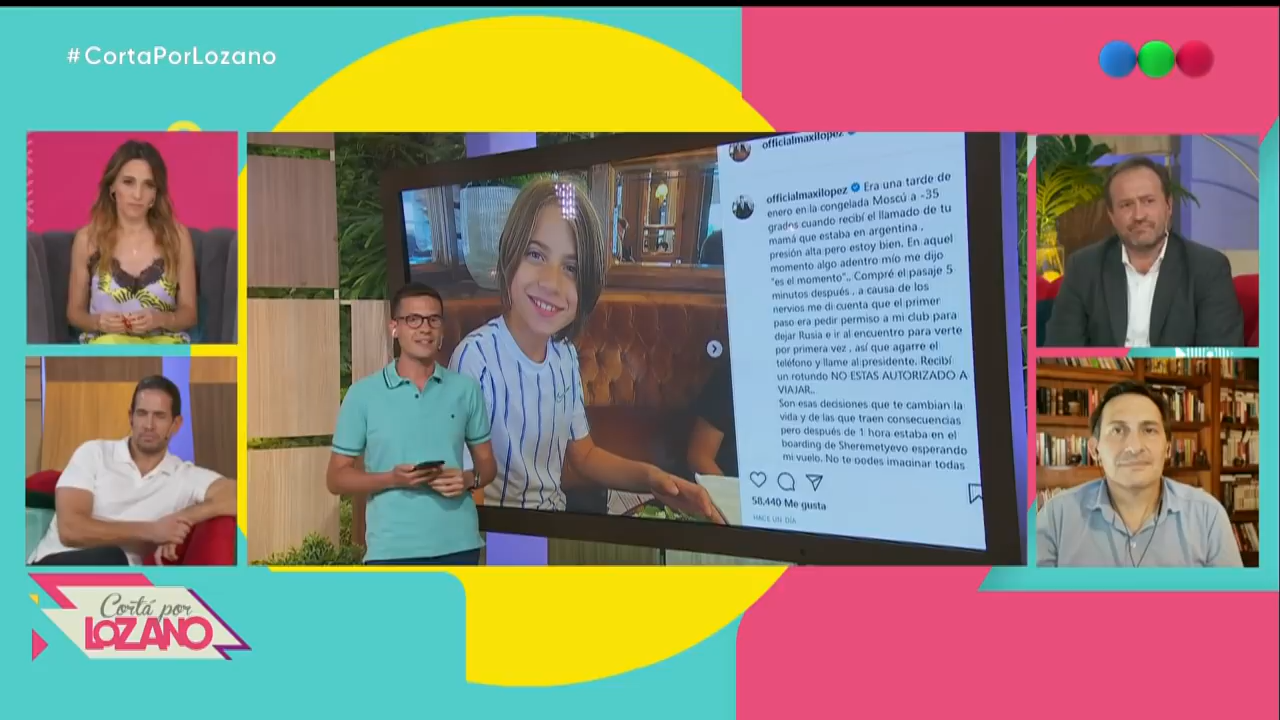 #CortaPorLozano
officialmaxilopez
officialmaxilopez Era una tarde de
enero en la congelada Moscú a -35
grados cuando recibí el llamado de tu
mamá que estaba en argentina ,
presión alta pero estoy bien. En aquel
momento algo adentro mío me dijo
"es el momento",. Compré el pasaje 5
minutos después , a causa de los
nervios me di cuenta que el primer
paso era pedir permiso a mi club para
dejar Rusia e ir al encuentro para verte
por primera vez , así que agarre el
teléfono y llame al presidente. Recibí
un rotundo NO ESTAS AUTORIZADO A
VIAJAR,.
Son esas decisiones que te cambian la
vida y de las que traen consecuencias
pero después de 1 hora estaba en el
boarding de Sheremetyevo esperando
mi vuelo. No te podes imaginar todas
58,440 Me gusta
HACE UN DÍA
Cortá por
LOZANO